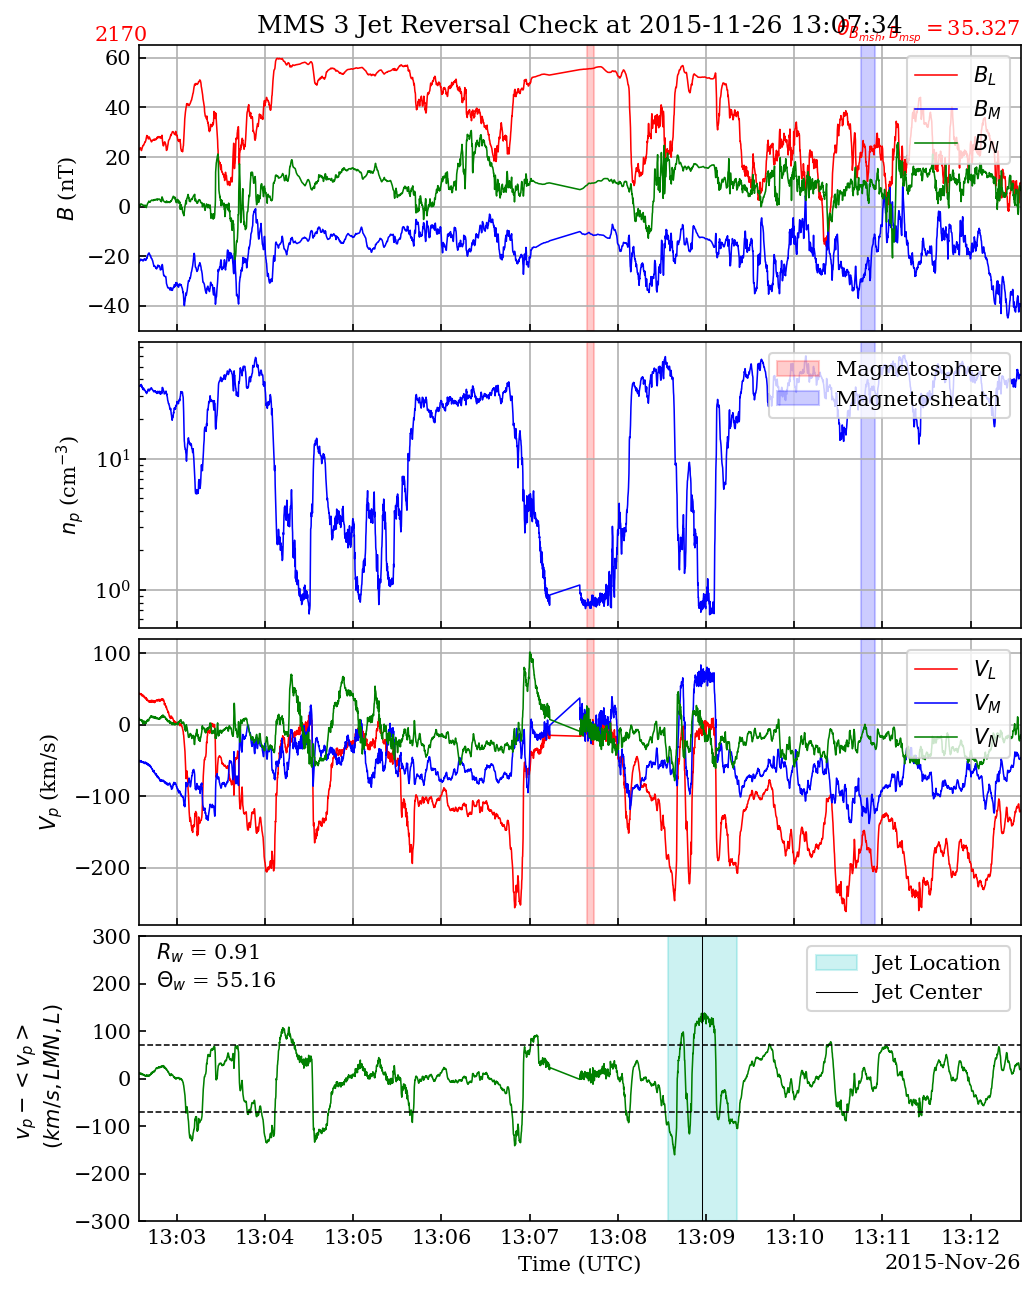 2170
MMS 3 Jet Reversal Check at 2015-11-26 13:07:34
θ_{B_{msh}, B_{msp}} = 35.327
60
40
20
0
−20
−40
B (nT)
B_L
B_M
B_N
10^1
10^0
n_p (cm^{−3})
Magnetosphere
Magnetosheath
100
0
−100
−200
V_p (km/s)
V_L
V_M
V_N
300
200
100
0
−100
−200
−300
v_p − <v_p>
(km/s, LMN, L)
R_w = 0.91
Θ_w = 55.16
Jet Location
Jet Center
13:03 13:04 13:05 13:06 13:07 13:08 13:09 13:10 13:11 13:12
Time (UTC)
2015-Nov-26